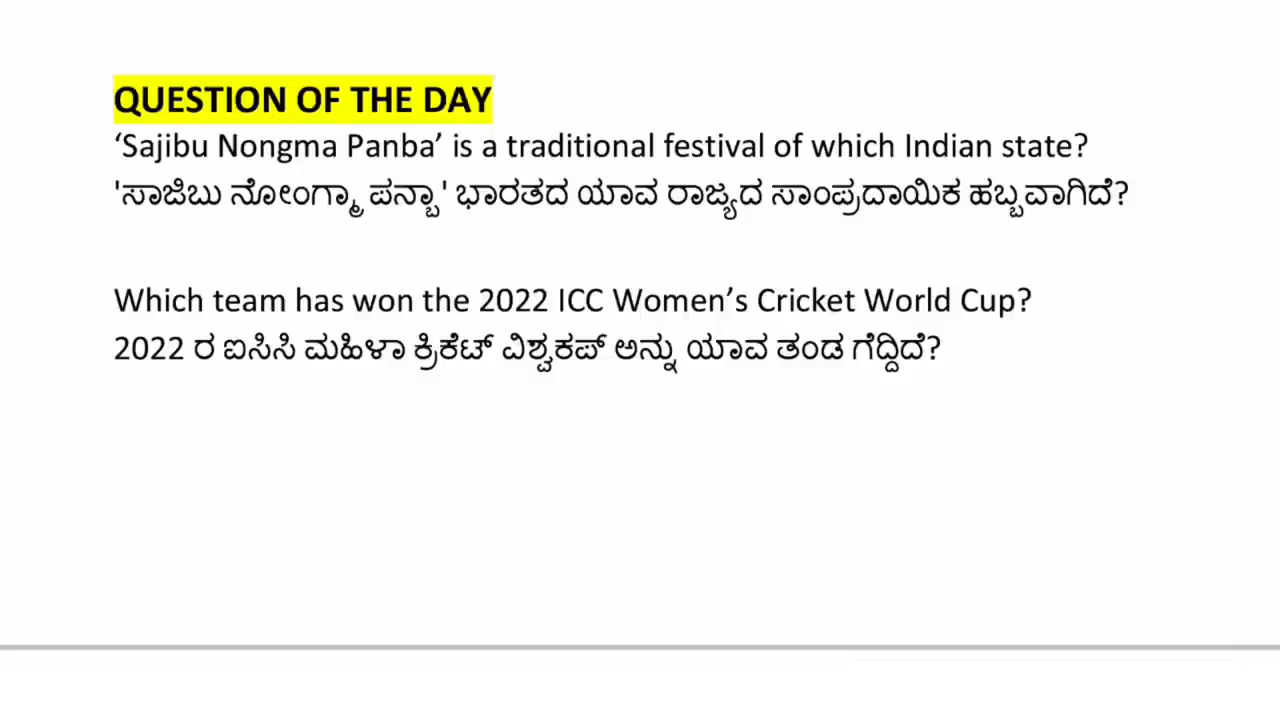 QUESTION OF THE DAY
‘Sajibu Nongma Panba’ is a traditional festival of which Indian state?
'ಸಾಜಿಬು ನೋಂಗ್ಮಾ ಪನ್ಬಾ' ಭಾರತದ ಯಾವ ರಾಜ್ಯದ ಸಾಂಪ್ರದಾಯಿಕ ಹಬ್ಬವಾಗಿದೆ?
Which team has won the 2022 ICC Women’s Cricket World Cup?
2022 ರ ಐಸಿಸಿ ಮಹಿಳಾ ಕ್ರಿಕೆಟ್ ವಿಶ್ವಕಪ್ ಅನ್ನು ಯಾವ ತಂಡ ಗೆದ್ದಿದೆ?